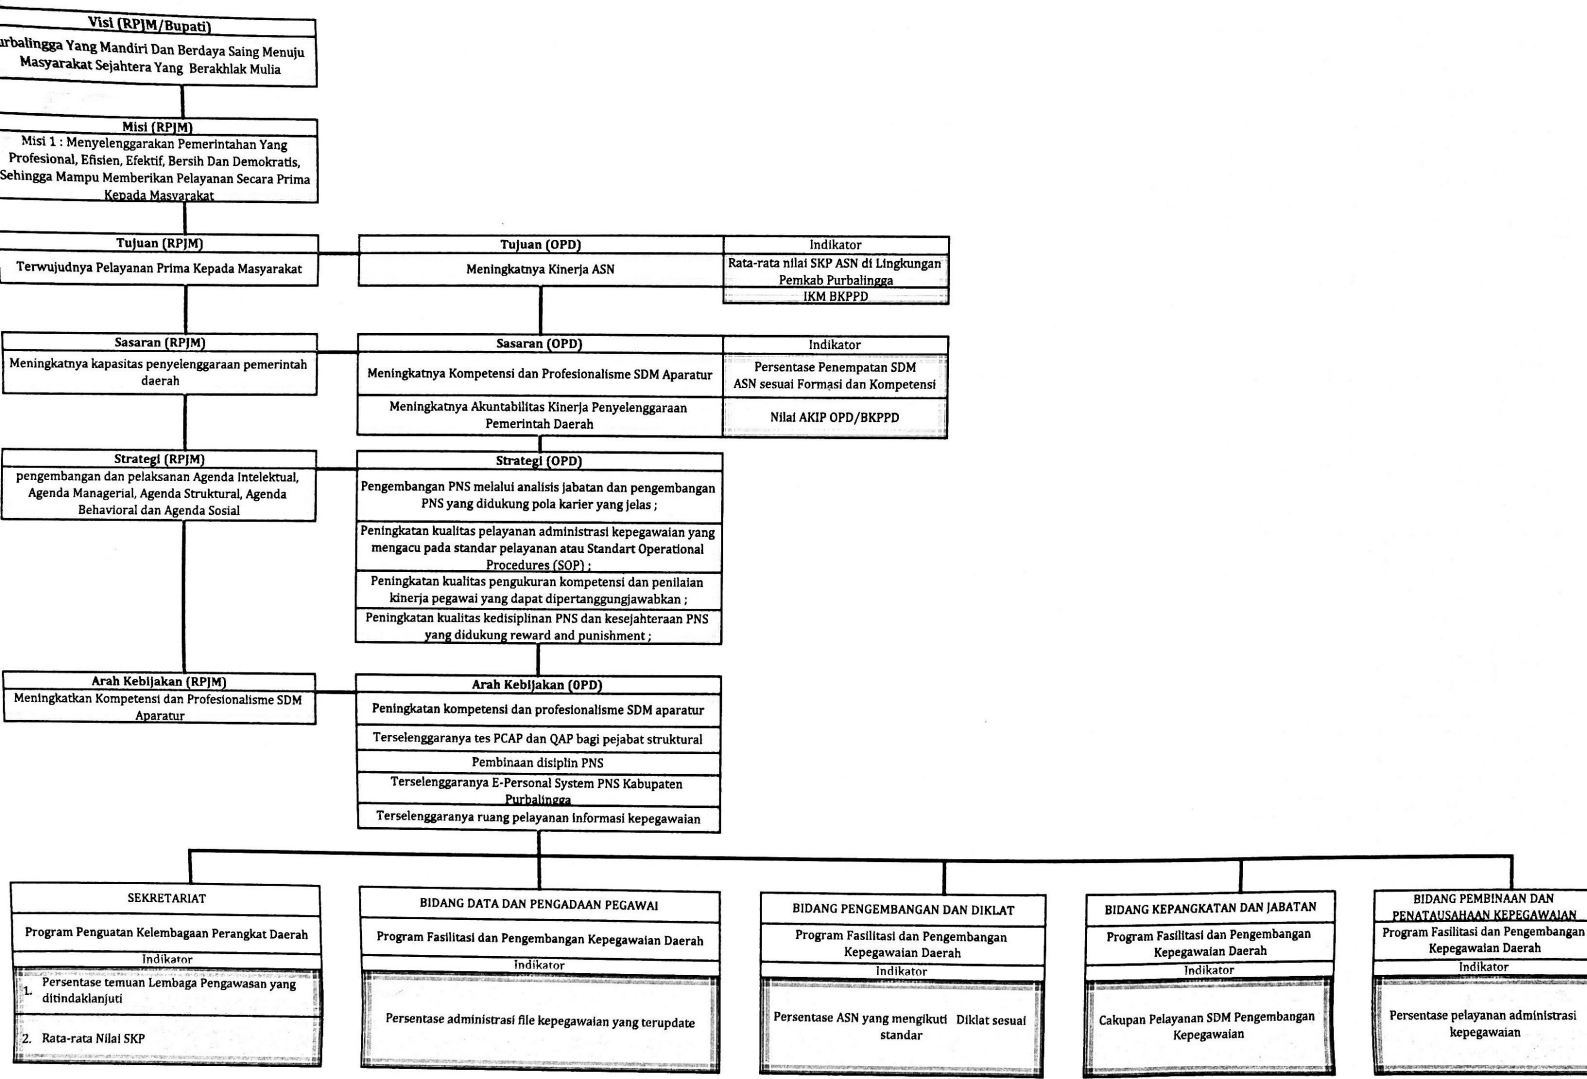 Visi (RPJM/Bupati)
urbalingga Yang Mandiri Dan Berdaya Saing Menuju
Masyarakat Sejahtera Yang Berakhlak Mulia
Misi (RPJM)
Misi 1 : Menyelenggarakan Pemerintahan Yang
Profesional, Efisien, Efektif, Bersih Dan Demokratis,
Sehingga Mampu Memberikan Pelayanan Secara Prima
Kepada Masyarakat
Tujuan (RPJM)
Terwujudnya Pelayanan Prima Kepada Masyarakat
Tujuan (OPD)
Meningkatnya Kinerja ASN
Indikator
Rata-rata nilai SKP ASN di Lingkungan
Pemkab Purbalingga
IKM BKPPD
Sasaran (RPJM)
Meningkatnya kapasitas penyelenggaraan pemerintah
daerah
Sasaran (OPD)
Meningkatnya Kompetensi dan Profesionalisme SDM Aparatur
Meningkatnya Akuntabilitas Kinerja Penyelenggaraan
Pemerintah Daerah
Indikator
Persentase Penempatan SDM
ASN sesuai Formasi dan Kompetensi
Nilai AKIP OPD/BKPPD
Strategi (RPJM)
pengembangan dan pelaksanan Agenda Intelektual,
Agenda Managerial, Agenda Struktural, Agenda
Behavioral dan Agenda Sosial
Strategi (OPD)
Pengembangan PNS melalui analisis jabatan dan pengembangan
PNS yang didukung pola karier yang jelas ;
Peningkatan kualitas pelayanan administrasi kepegawaian yang
mengacu pada standar pelayanan atau Standart Operational
Procedures (SOP) ;
Peningkatan kualitas pengukuran kompetensi dan penilaian
kinerja pegawai yang dapat dipertanggungjawabkan ;
Peningkatan kualitas kedisiplinan PNS dan kesejahteraan PNS
yang didukung reward and punishment ;
Arah Kebijakan (RPJM)
Meningkatkan Kompetensi dan Profesionalisme SDM
Aparatur
Arah Kebijakan (OPD)
Peningkatan kompetensi dan profesionalisme SDM aparatur
Terselenggaranya tes PCAP dan QAP bagi pejabat struktural
Pembinaan disiplin PNS
Terselenggaranya E-Personal System PNS Kabupaten
Purbalingga
Terselenggaranya ruang pelayanan informasi kepegawaian
SEKRETARIAT
Program Penguatan Kelembagaan Perangkat Daerah
Indikator
1. Persentase temuan Lembaga Pengawasan yang
ditindaklanjuti
2. Rata-rata Nilai SKP
BIDANG DATA DAN PENGADAAN PEGAWAI
Program Fasilitasi dan Pengembangan Kepegawaian Daerah
Indikator
Persentase administrasi file kepegawaian yang terupdate
BIDANG PENGEMBANGAN DAN DIKLAT
Program Fasilitasi dan Pengembangan
Kepegawaian Daerah
Indikator
Persentase ASN yang mengikuti Diklat sesuai
standar
BIDANG KEPANGKATAN DAN JABATAN
Program Fasilitasi dan Pengembangan
Kepegawaian Daerah
Indikator
Cakupan Pelayanan SDM Pengembangan
Kepegawaian
BIDANG PEMBINAAN DAN
PENATAUSAHAAN KEPEGAWAIAN
Program Fasilitasi dan Pengembangan
Kepegawaian Daerah
Indikator
Persentase pelayanan administrasi
kepegawaian